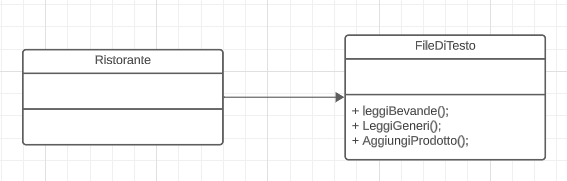 Ristorante
FileDiTesto
+ leggiBevande();
+ LeggiGeneri();
+ AggiungiProdotto();